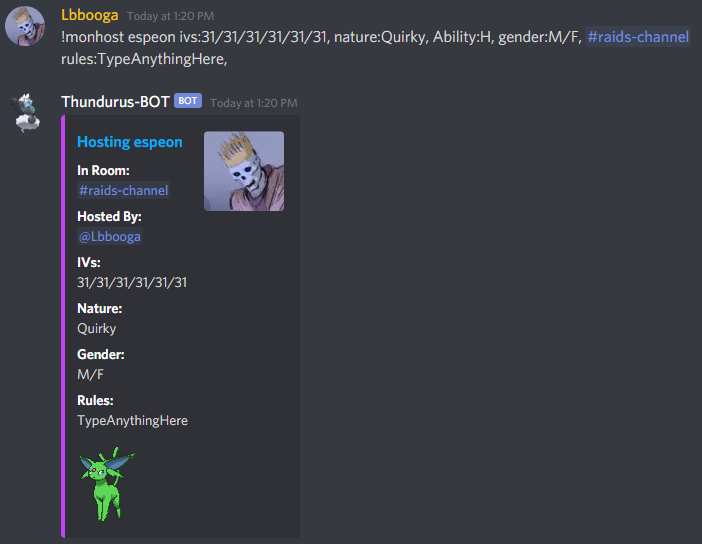 Lbbooga Today at 1:20 PM
!monhost espeon ivs:31/31/31/31/31/31, nature:Quirky, Ability:H, gender:M/F, #raids-channel
rules:TypeAnythingHere,
Thundurus-BOT BOT Today at 1:20 PM
Hosting espeon
In Room:
#raids-channel
Hosted By:
@Lbbooga
IVs:
31/31/31/31/31/31
Nature:
Quirky
Gender:
M/F
Rules:
TypeAnythingHere